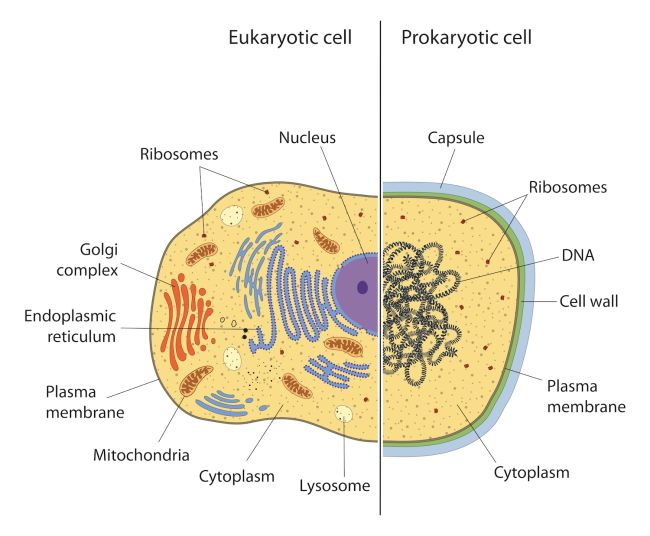 Eukaryotic cell
Prokaryotic cell
Nucleus
Capsule
Ribosomes
Ribosomes
Golgi
complex
DNA
Cell wall
Endoplasmic
reticulum
Plasma
membrane
Plasma
membrane
Mitochondria
Cytoplasm
Lysosome
Cytoplasm